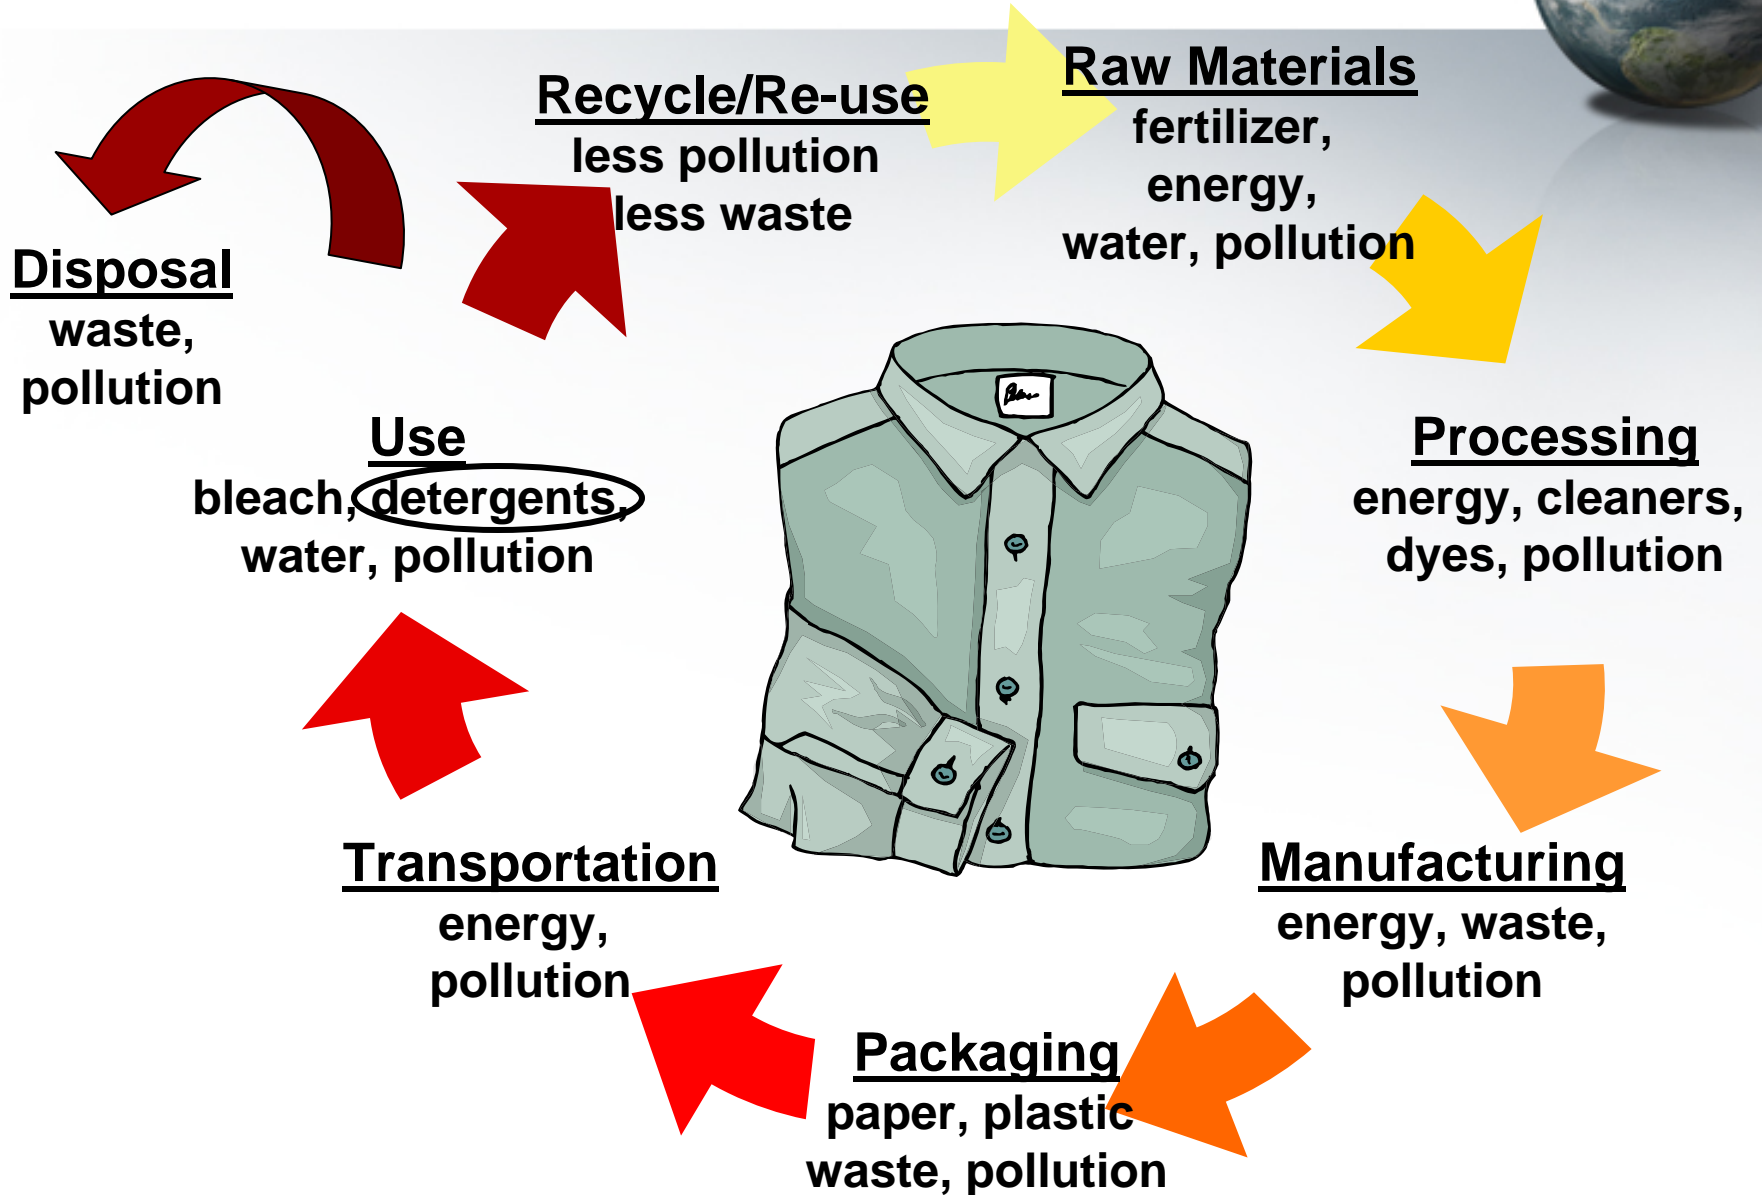 Recycle/Re-use
less pollution
less waste
Raw Materials
fertilizer,
energy,
water, pollution
Processing
energy, cleaners,
dyes, pollution
Manufacturing
energy, waste,
pollution
Packaging
paper, plastic
waste, pollution
Transportation
energy,
pollution
Use
bleach, detergents,
water, pollution
Disposal
waste,
pollution